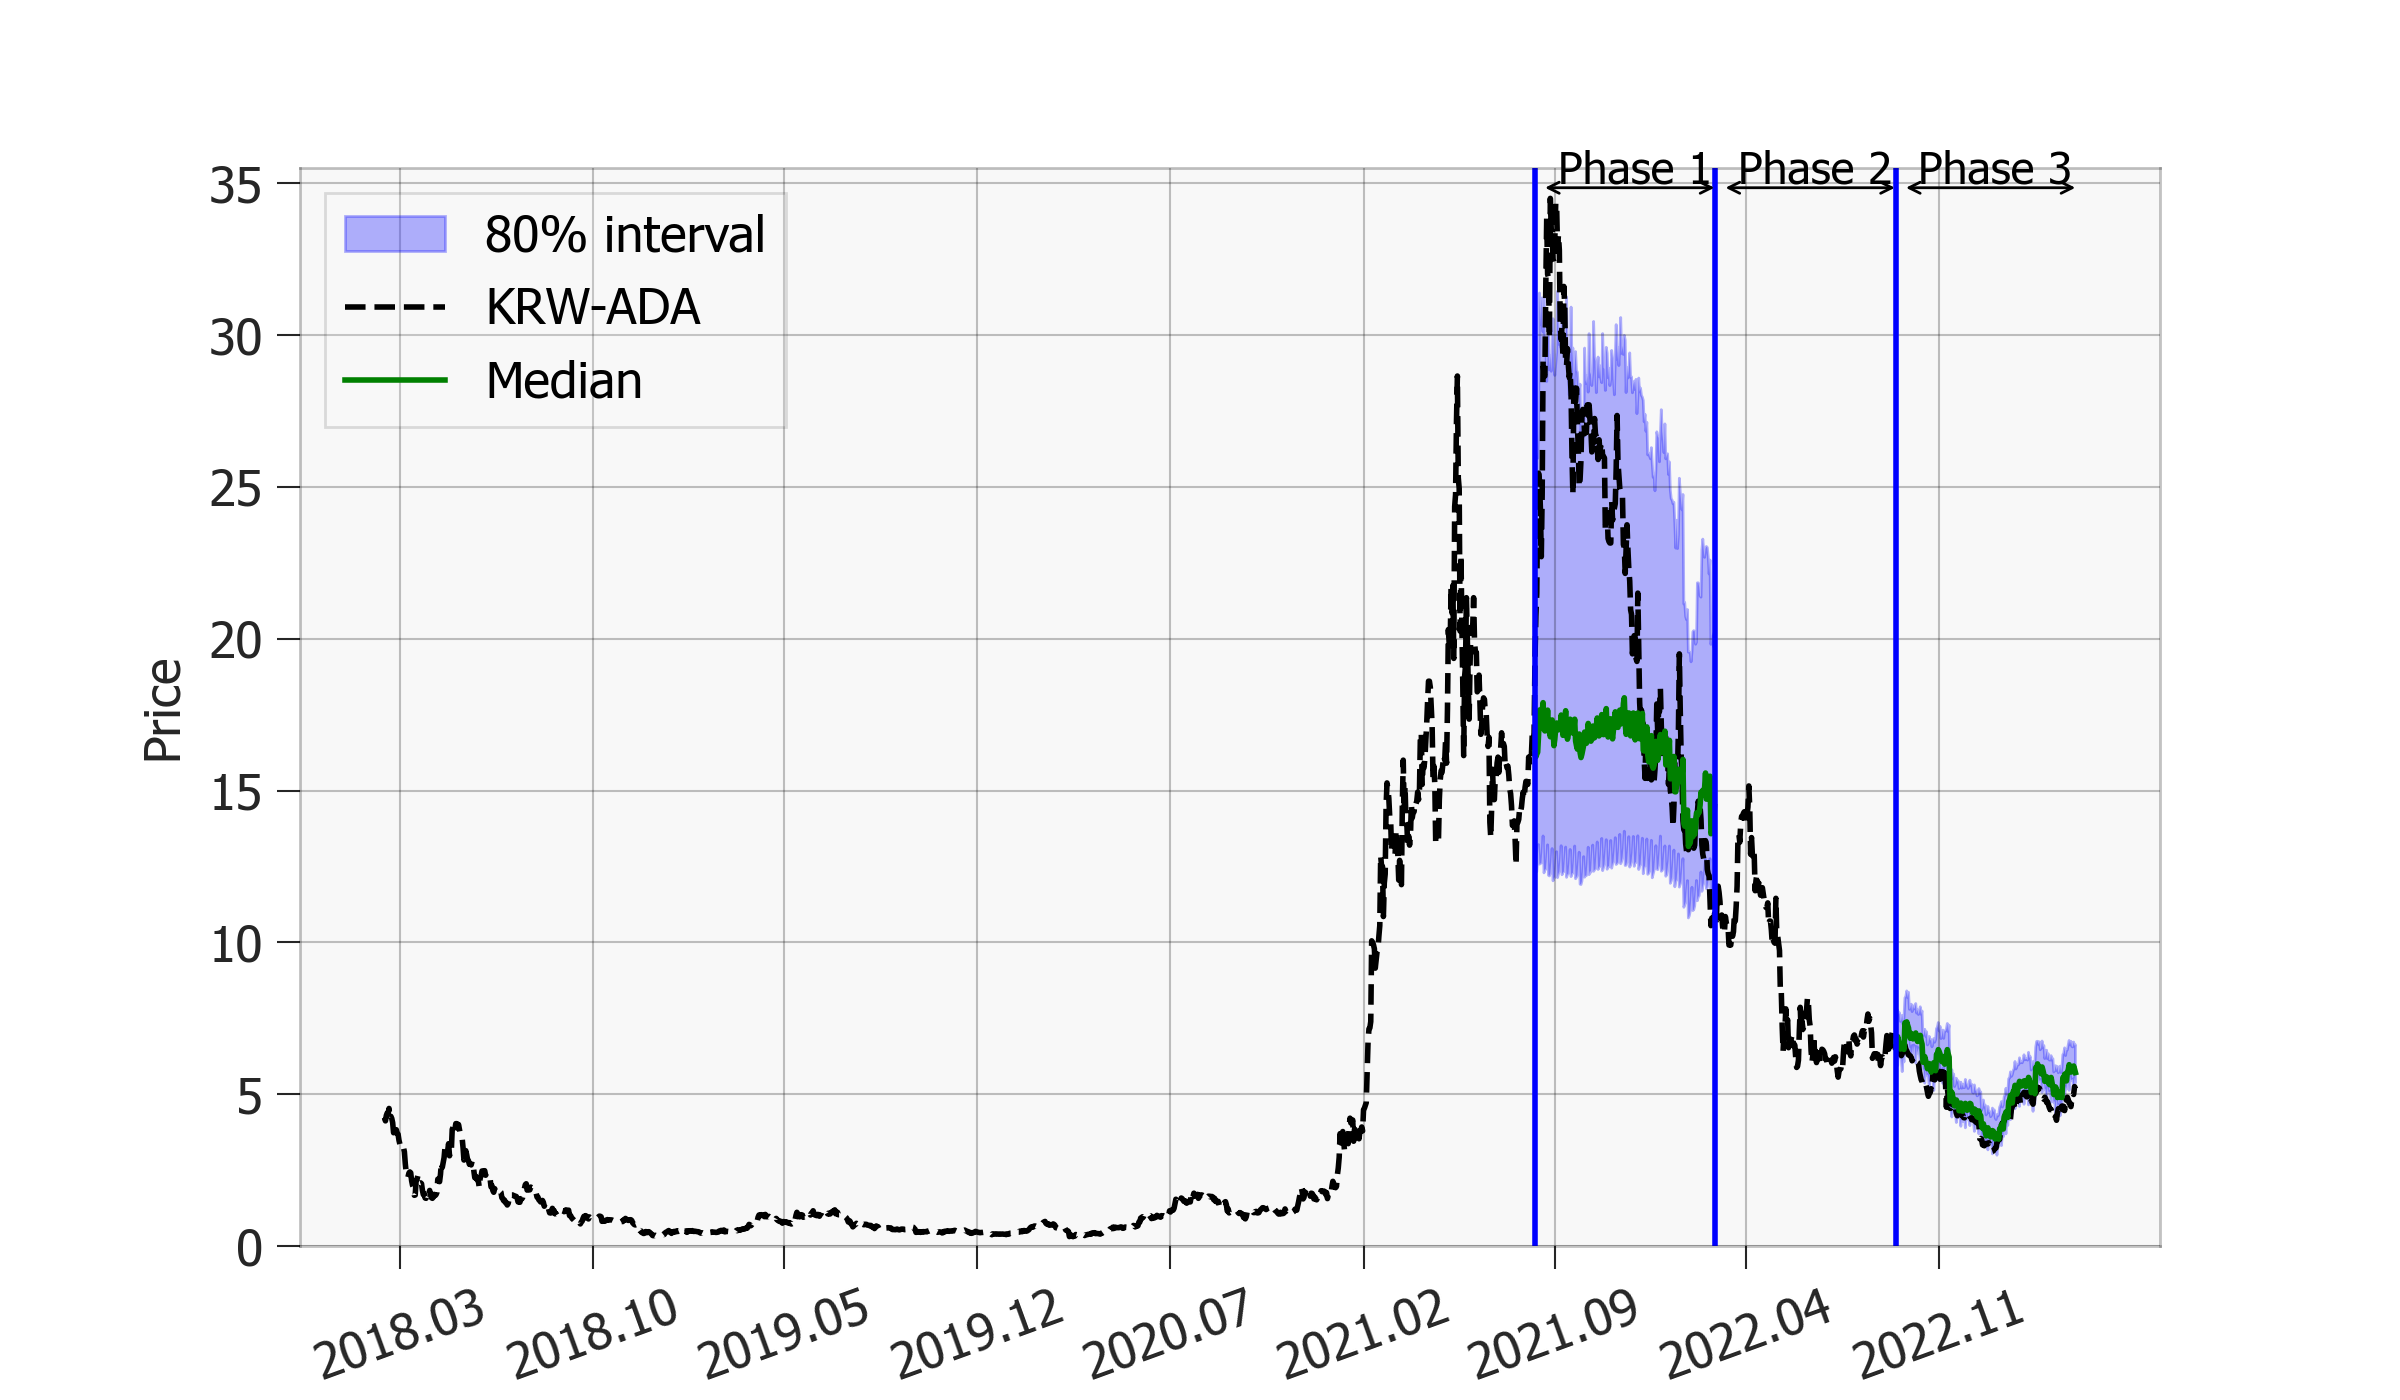 Phase 1
Phase 2
Phase 3
35
30
25
20
15
10
5
0
Price
80% interval
KRW-ADA
Median
2018.03
2018.10
2019.05
2019.12
2020.07
2021.02
2021.09
2022.04
2022.11